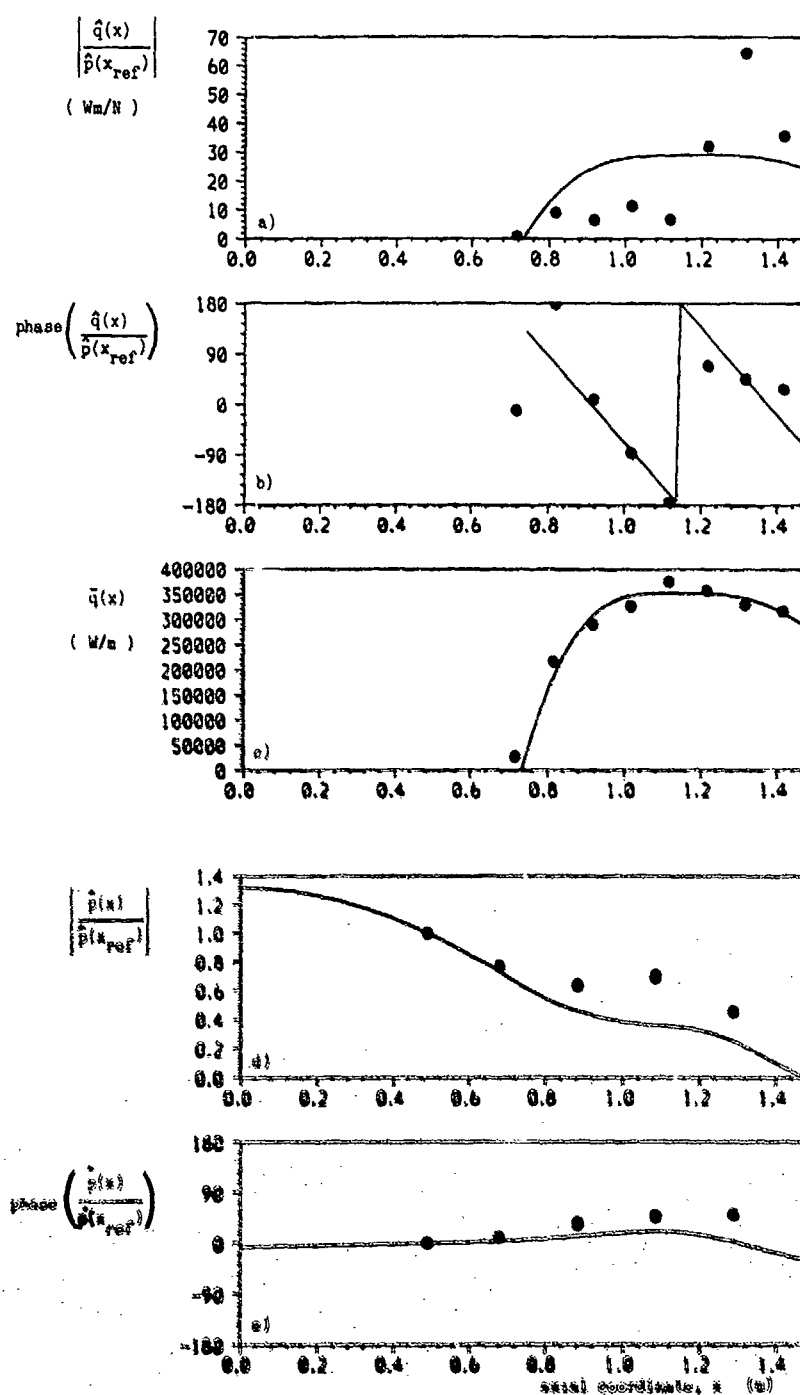 q̂(x)
p̂(x_ref)
( Wm/N )
70
60
50
40
30
20
10
0
a)
0.0 0.2 0.4 0.6 0.8 1.0 1.2 1.4
phase( q̂(x)
p̂(x_ref) )
180
90
0
-90
-180
b)
0.0 0.2 0.4 0.6 0.8 1.0 1.2 1.4
q̄(x)
( W/m )
400000
350000
300000
250000
200000
150000
100000
50000
0
c)
0.0 0.2 0.4 0.6 0.8 1.0 1.2 1.4
p̂(x)
p̂(x_ref)
1.4
1.2
1.0
0.8
0.6
0.4
0.2
0.0
d)
0.0 0.2 0.4 0.6 0.8 1.0 1.2 1.4
phase( p̂(x)
p̂(x_ref) )
180
90
0
-90
-180
e)
0.0 0.2 0.4 0.6 0.8 1.0 1.2 1.4
axial coordinate, x (m)